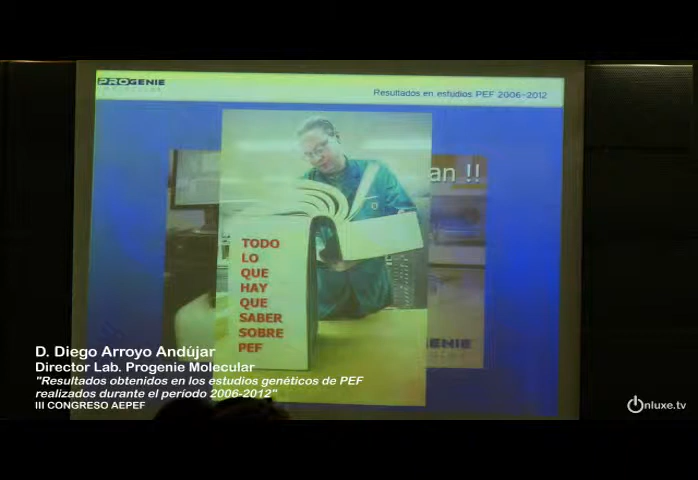 PROGENIE
MOLECULAR
Resultados en estudios PEF 2006-2012
an !!
TODO
LO
QUE
HAY
QUE
SABER
SOBRE
PEF
ENIE
D. Diego Arroyo Andújar
Director Lab. Progenie Molecular
"Resultados obtenidos en los estudios genéticos de PEF
realizados durante el período 2006-2012"
III CONGRESO AEPEF
Onluxe.tv